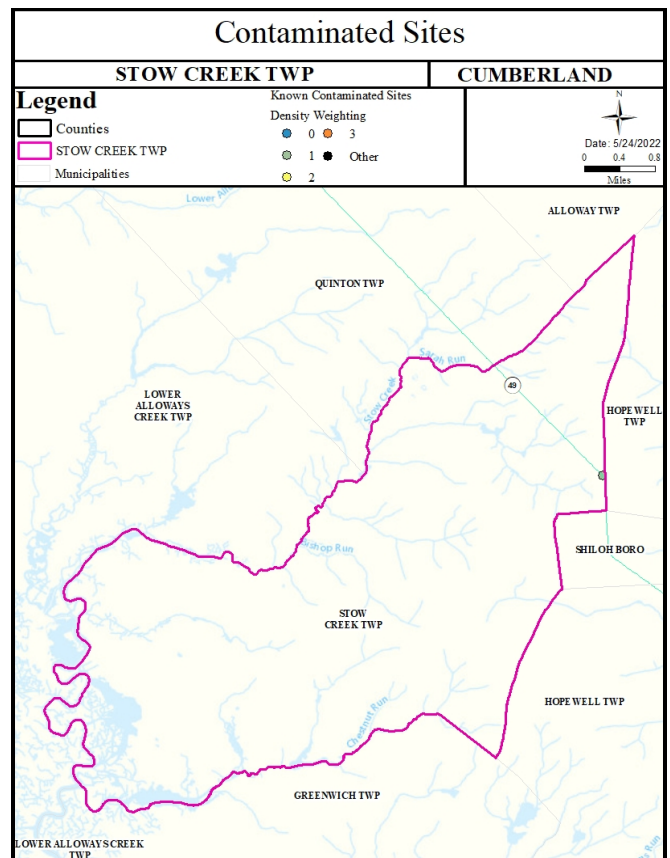 Contaminated Sites
STOW CREEK TWP
CUMBERLAND
Legend
Counties
STOW CREEK TWP
Municipalities
Known Contaminated Sites
Density Weighting
0 3
1 Other
2
N
Date: 5/24/2022
0 0.4 0.8
Miles
Lower
ALLOWAY TWP
QUINTON TWP
Sarah Run
49
LOWER
ALLOWAYS
CREEK TWP
Stow Creek
HOPEWELL
TWP
Bishop Run
SHILOH BORO
STOW
CREEK TWP
HOPEWELL TWP
Chestnut Run
GREENWICH TWP
LOWER ALLOWAYS CREEK
TWP